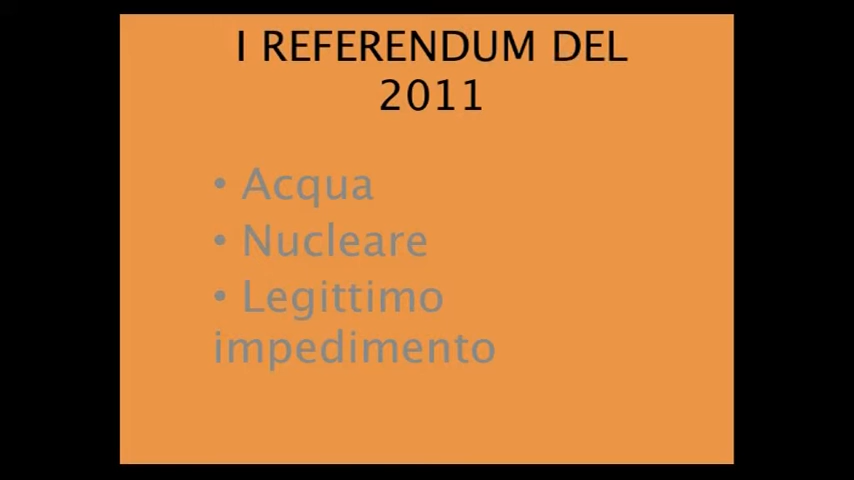 I REFERENDUM DEL
2011
• Acqua
• Nucleare
• Legittimo
impedimento